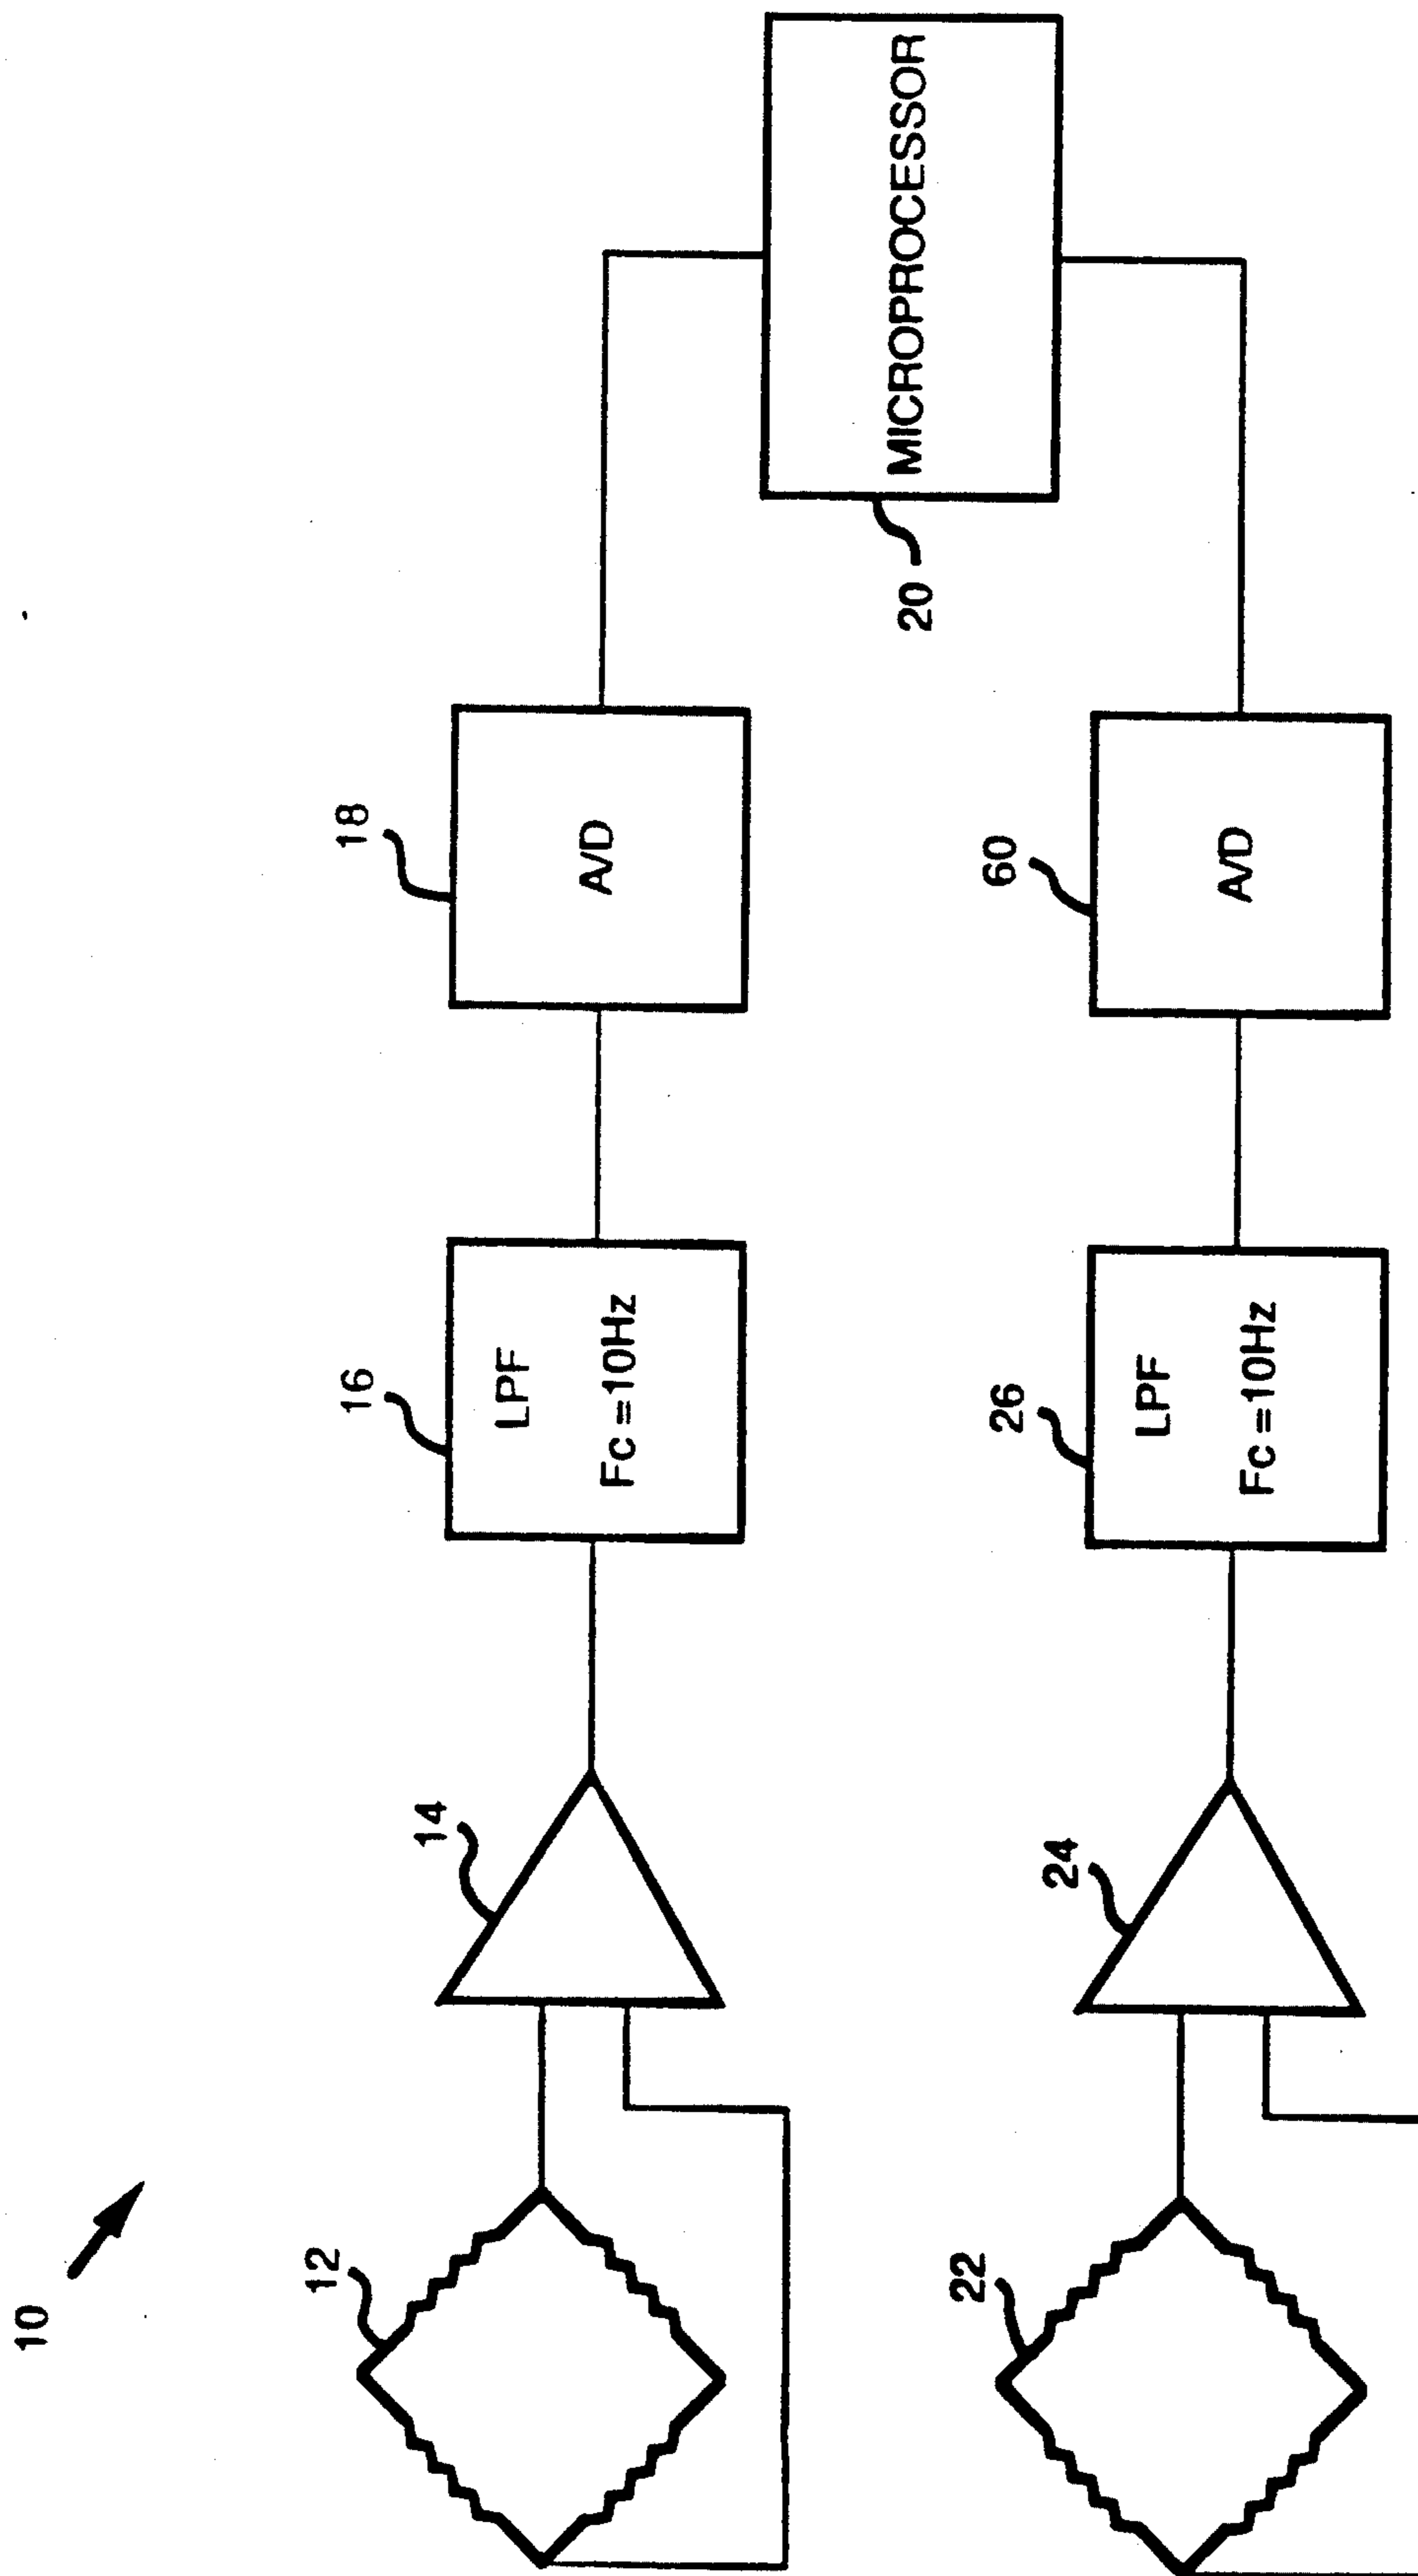 10
12
14
16
LPF
Fc = 10Hz
18
A/D
MICROPROCESSOR
20
22
24
26
LPF
Fc = 10Hz
60
A/D